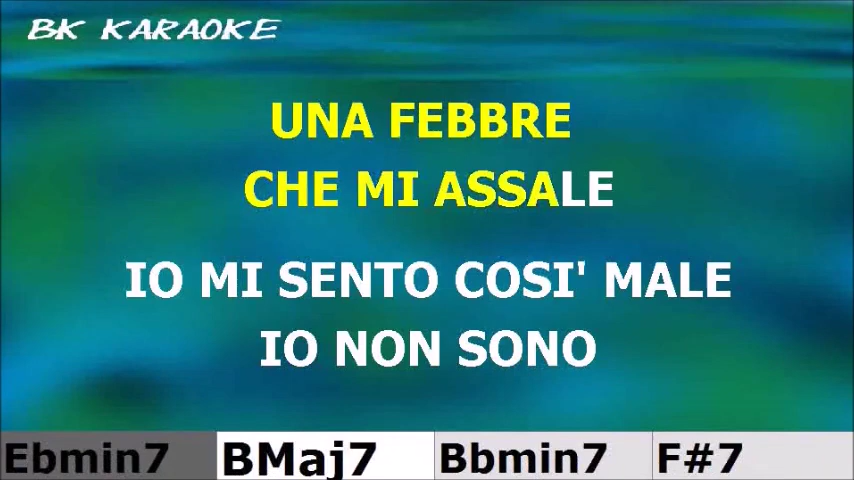 BK KARAOKE
UNA FEBBRE
CHE MI ASSALE
IO MI SENTO COSI' MALE
IO NON SONO
Ebmin7 BMaj7 Bbmin7 F#7